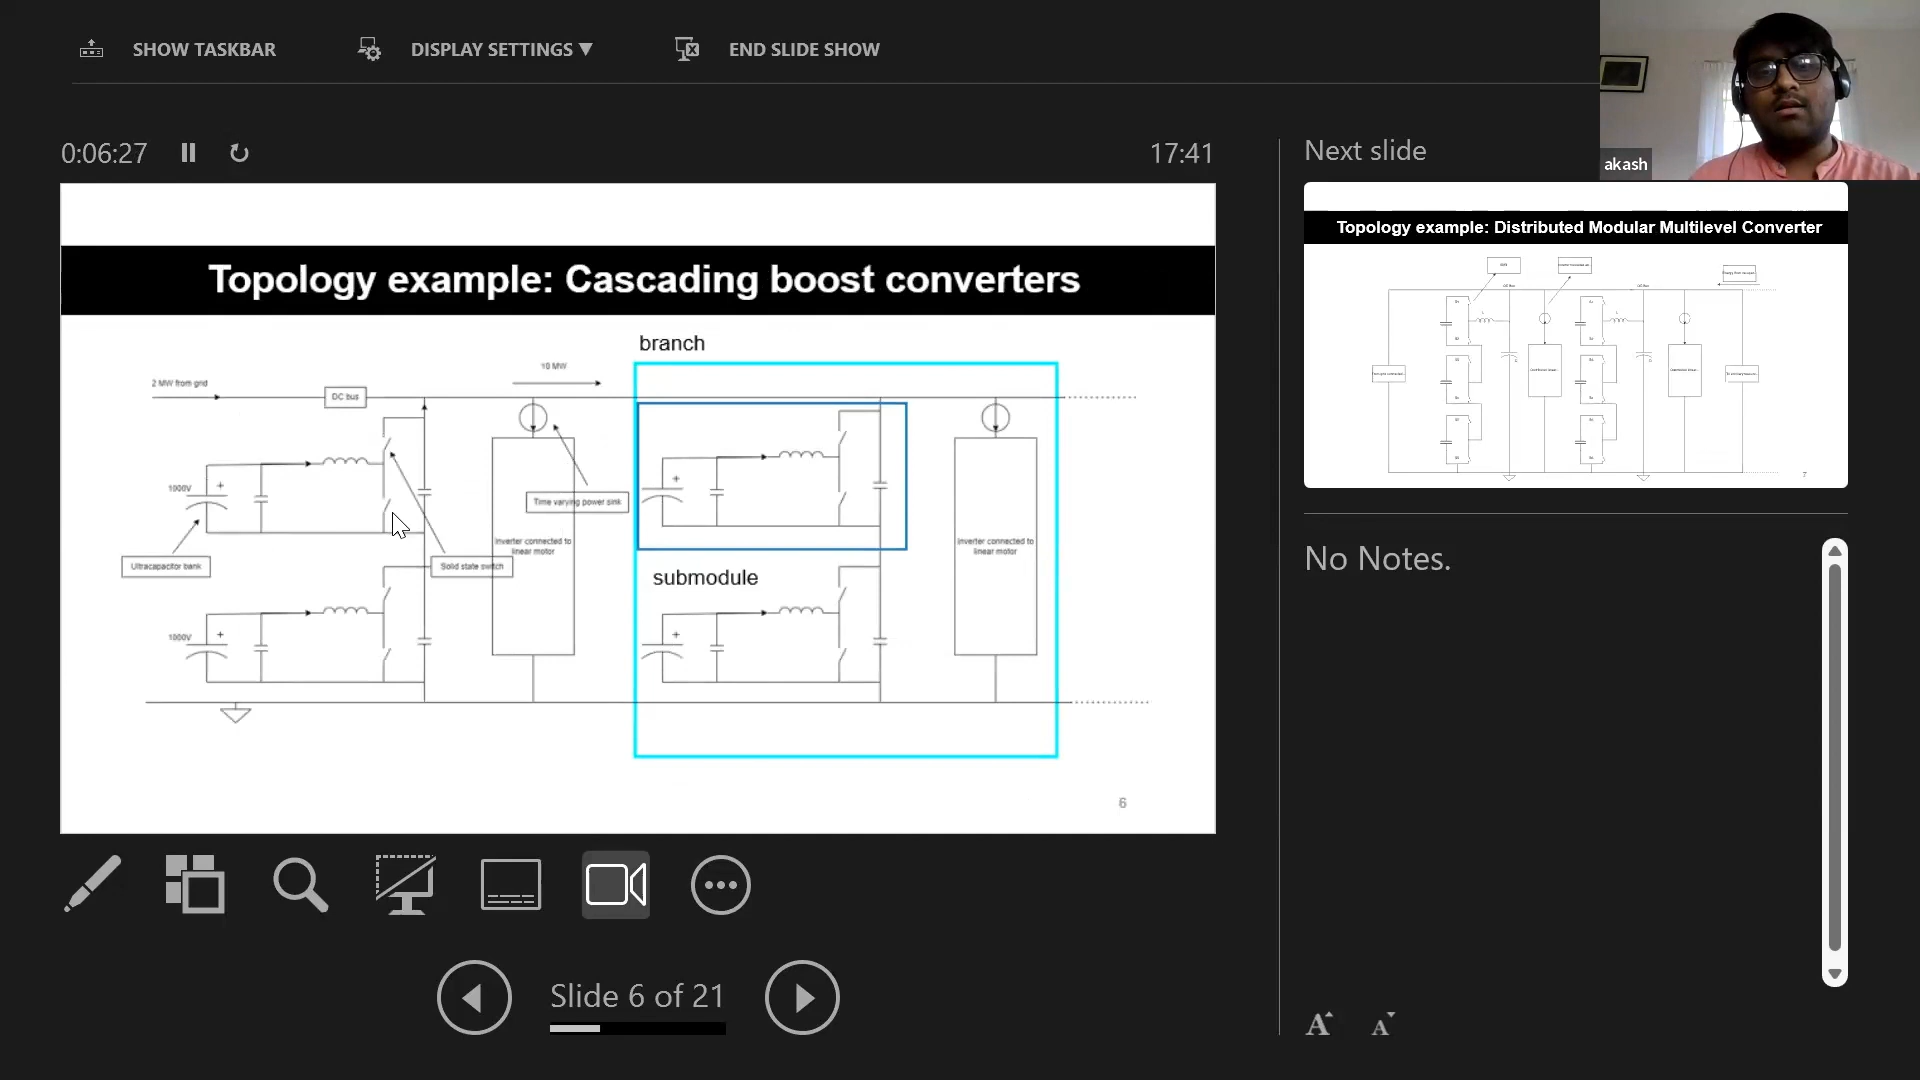 SHOW TASKBAR
DISPLAY SETTINGS ▼
END SLIDE SHOW
akash
0:06:27
17:41
Next slide
Topology example: Cascading boost converters
branch
10 MW
2 MW from grid
DC bus
1000V
+
+
Time varying power sink
Inverter connected to
linear motor
Inverter connected to
linear motor
Ultracapacitor bank
Solid state switch
submodule
1000V
+
+
6
Topology example: Distributed Modular Multilevel Converter
7
No Notes.
Slide 6 of 21
A
A